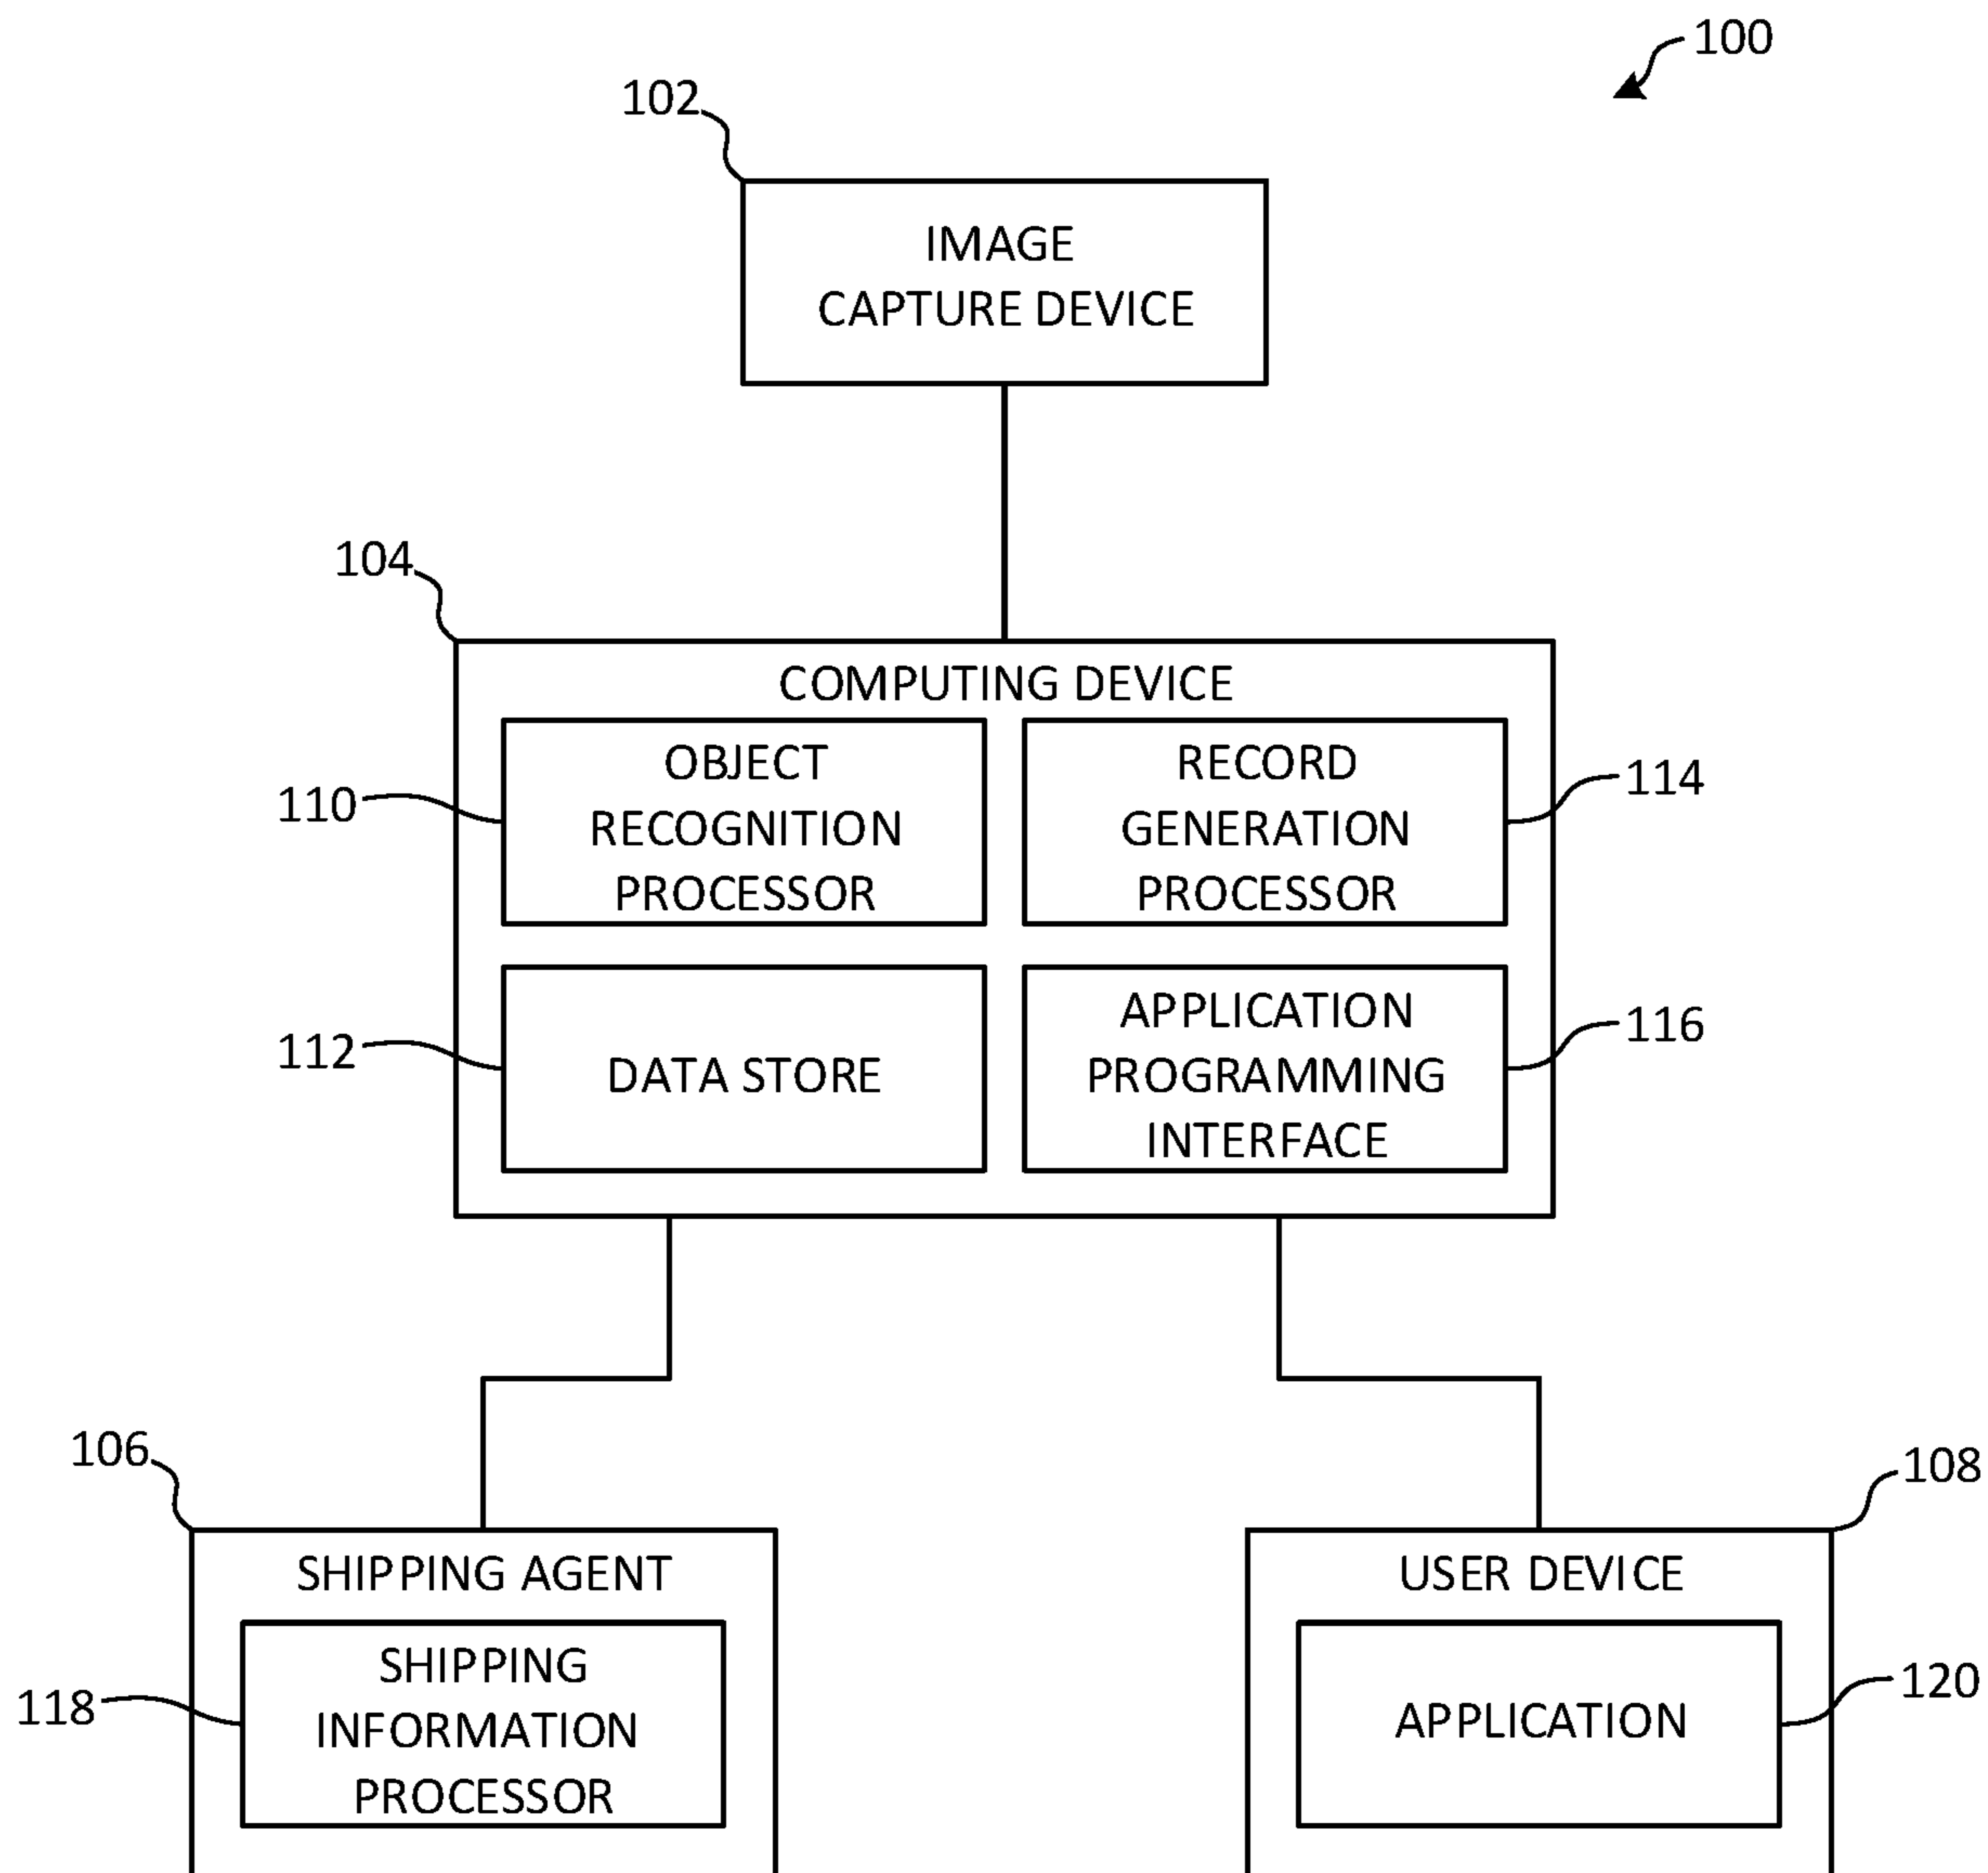 100
102
IMAGE
CAPTURE DEVICE
104
COMPUTING DEVICE
110
OBJECT
RECOGNITION
PROCESSOR
RECORD
GENERATION
PROCESSOR
114
112
DATA STORE
APPLICATION
PROGRAMMING
INTERFACE
116
106
SHIPPING AGENT
118
SHIPPING
INFORMATION
PROCESSOR
108
USER DEVICE
APPLICATION
120